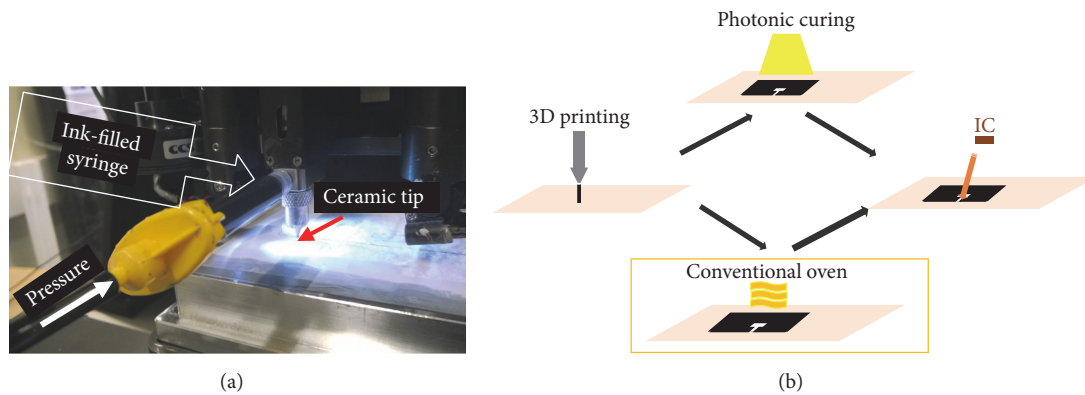 Ink-filled
syringe
Ceramic tip
Pressure
(a)
Photonic curing
3D printing
IC
Conventional oven
(b)